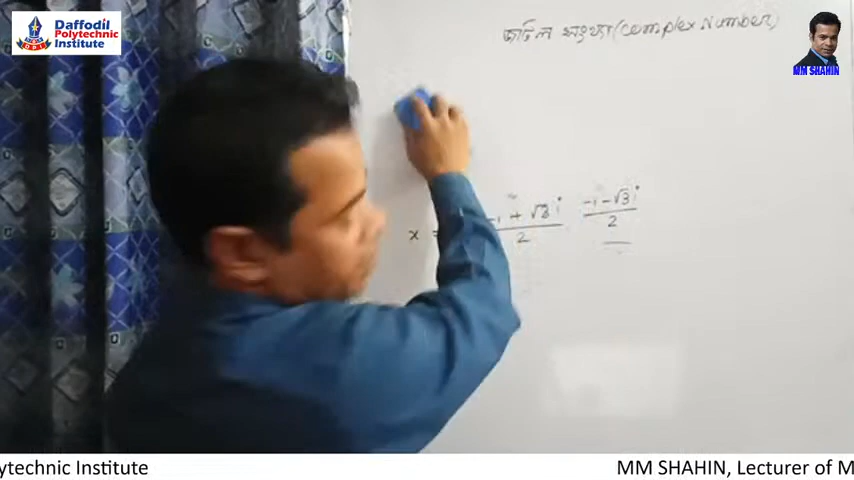 Daffodil
Polytechnic
Institute
জটিল সংখ্যা (Complex Number)
MM SHAHIN
x =
-1 + √3 i / 2
-1 - √3 i / 2
ytechnic Institute
MM SHAHIN, Lecturer of M